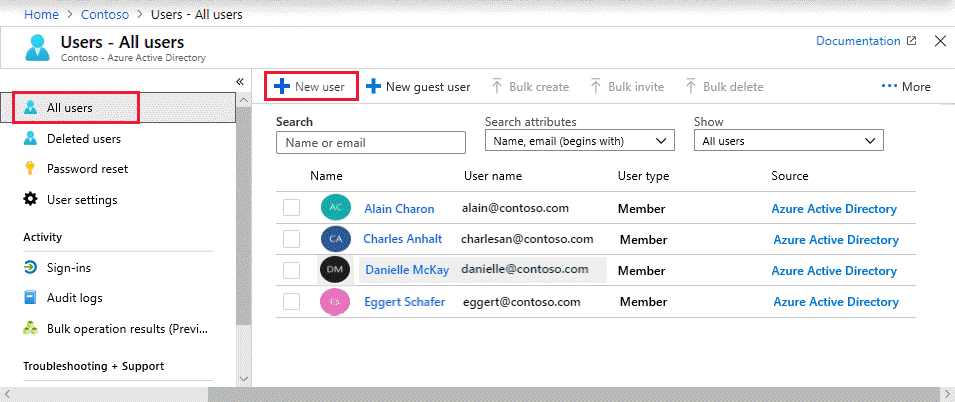 Home > Contoso > Users - All users
Users - All users
Contoso - Azure Active Directory
Documentation
All users
Deleted users
Password reset
User settings
Activity
Sign-ins
Audit logs
Bulk operation results (Previ...
Troubleshooting + Support
New user
New guest user
Bulk create
Bulk invite
Bulk delete
More
Search
Name or email
Search attributes
Name, email (begins with)
Show
All users
Name User name User type Source
AC Alain Charon alain@contoso.com Member Azure Active Directory
CA Charles Anhalt charlesan@contoso.com Member Azure Active Directory
DM Danielle McKay danielle@contoso.com Member Azure Active Directory
ES Eggert Schafer eggert@contoso.com Member Azure Active Directory